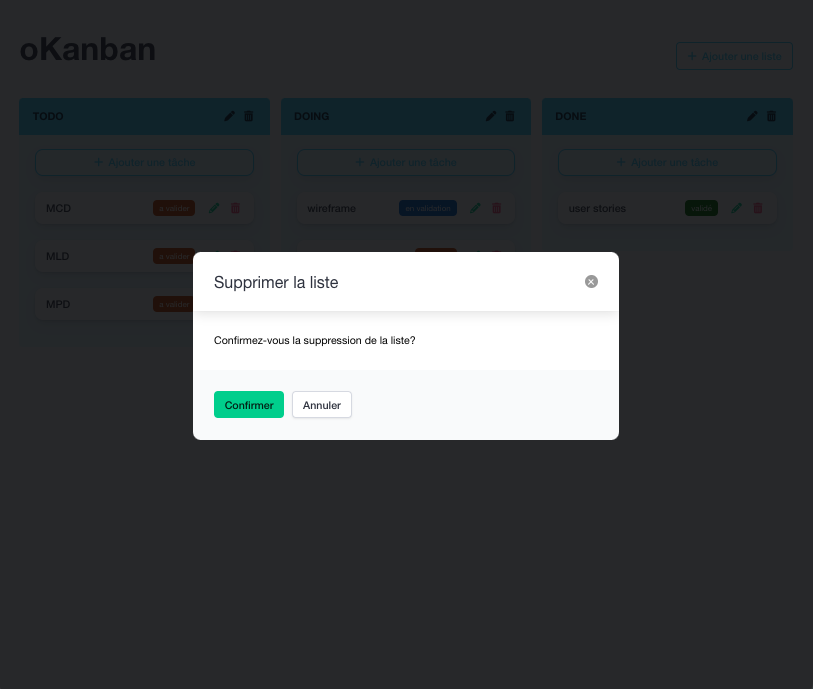 oKanban
+ Ajouter une liste
TODO
DOING
DONE
+ Ajouter une tâche
+ Ajouter une tâche
+ Ajouter une tâche
MCD
à valider
wireframe
en validation
user stories
validé
MLD
à valider
MPD
à valider
Supprimer la liste
Confirmez-vous la suppression de la liste?
Confirmer
Annuler